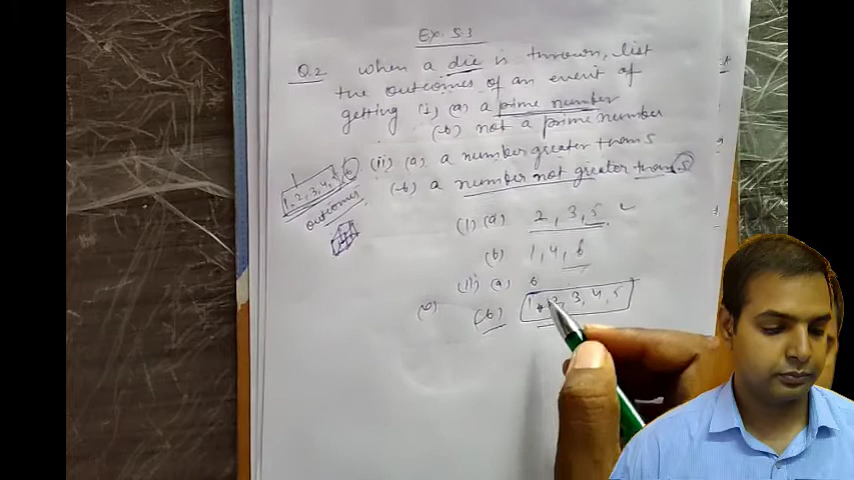 Ex. 5.3
Q.2 when a die is thrown, list
the outcomes of an event of
getting (i) (a) a prime number
(b) not a prime number
(ii) (a) a number greater than 5
(b) a number not greater than 5
1, 2, 3, 4, 5, 6
outcomes
(i) (a) 2, 3, 5
(b) 1, 4, 6
(ii) (a) 6
(b) 1, 2, 3, 4, 5